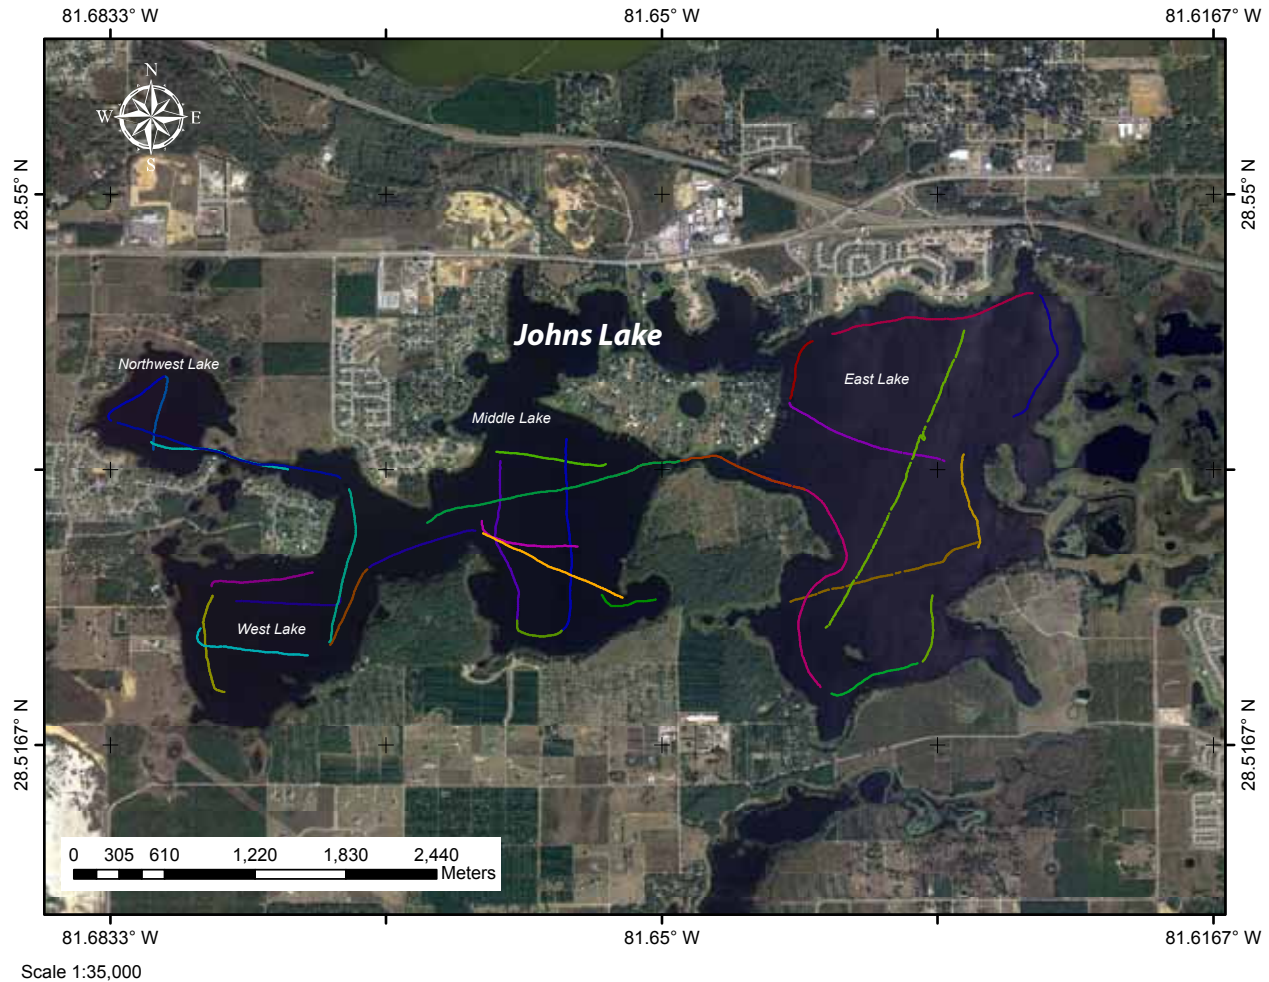 81.6833° W 81.65° W 81.6167° W
N
W E
S
28.55° N 28.55° N
Johns Lake
Northwest Lake
East Lake
Middle Lake
West Lake
28.5167° N 28.5167° N
0 305 610 1,220 1,830 2,440
Meters
81.6833° W 81.65° W 81.6167° W
Scale 1:35,000